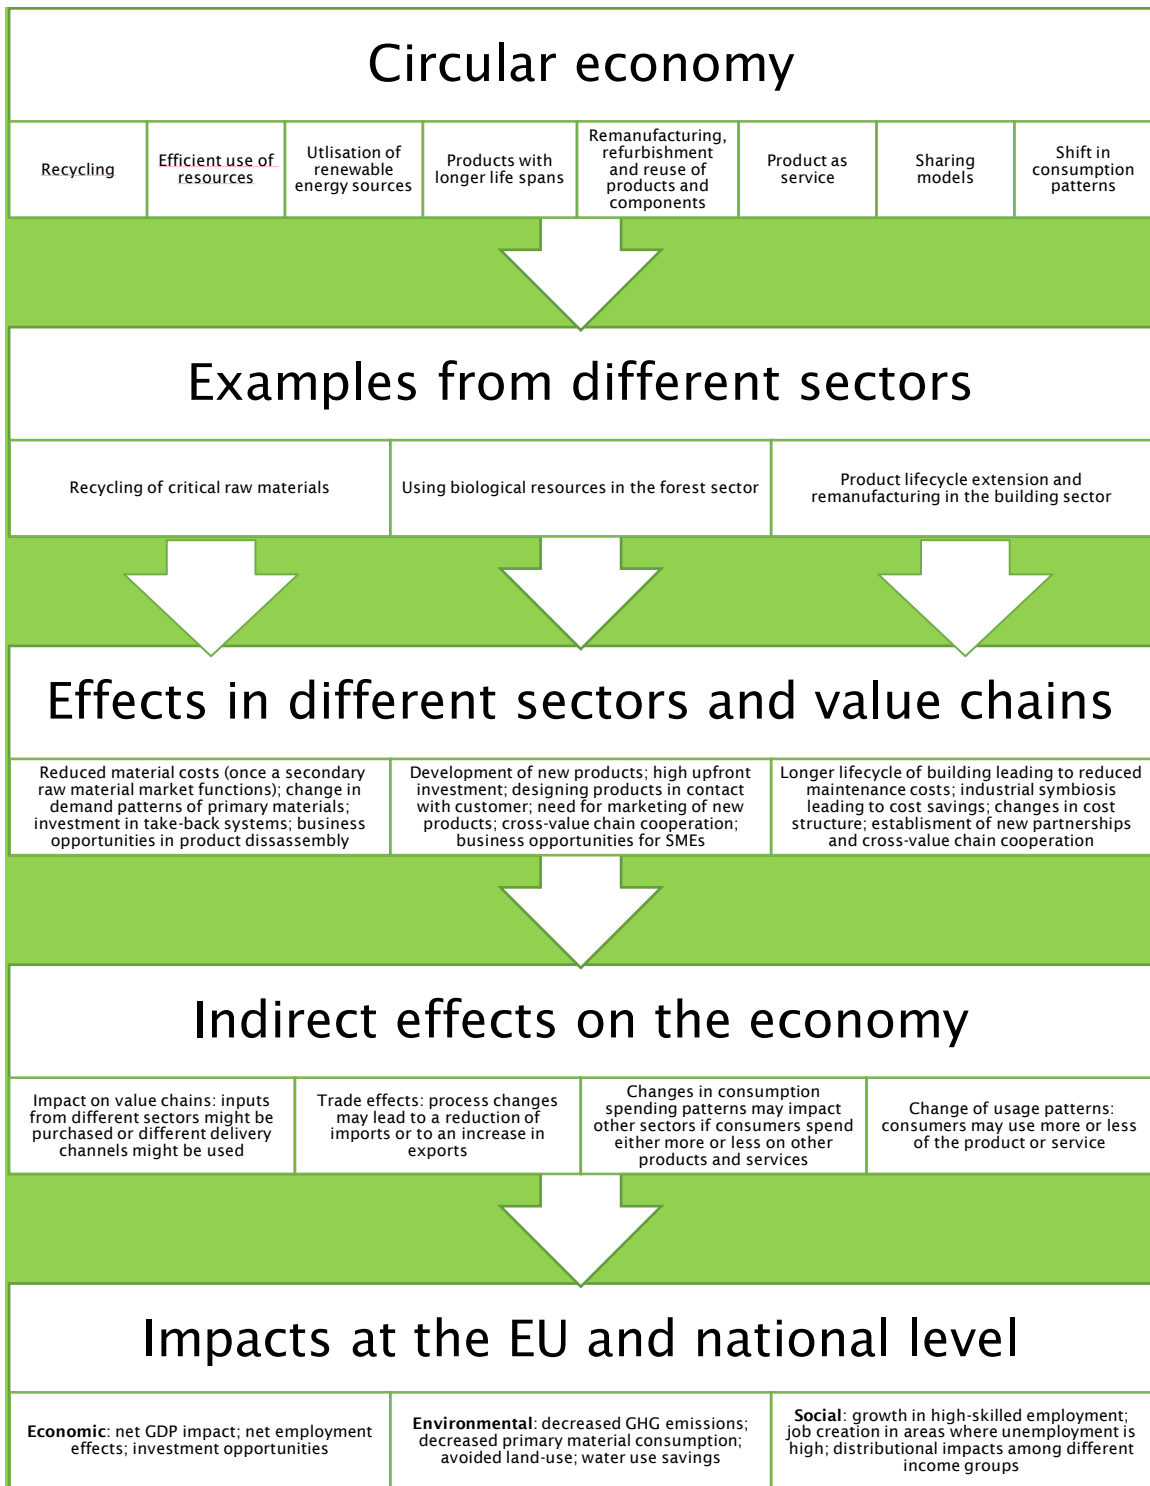 Circular economy
Recycling
Efficient use of
resources
Utlisation of
renewable
energy sources
Products with
longer life spans
Remanufacturing,
refurbishment
and reuse of
products and
components
Product as
service
Sharing
models
Shift in
consumption
patterns
Examples from different sectors
Recycling of critical raw materials
Using biological resources in the forest sector
Product lifecycle extension and
remanufacturing in the building sector
Effects in different sectors and value chains
Reduced material costs (once a secondary
raw material market functions); change in
demand patterns of primary materials;
investment in take-back systems; business
opportunities in product dissassembly
Development of new products; high upfront
investment; designing products in contact
with customer; need for marketing of new
products; cross-value chain cooperation;
business opportunities for SMEs
Longer lifecycle of building leading to reduced
maintenance costs; industrial symbiosis
leading to cost savings; changes in cost
structure; establisment of new partnerships
and cross-value chain cooperation
Indirect effects on the economy
Impact on value chains: inputs
from different sectors might be
purchased or different delivery
channels might be used
Trade effects: process changes
may lead to a reduction of
imports or to an increase in
exports
Changes in consumption
spending patterns may impact
other sectors if consumers spend
either more or less on other
products and services
Change of usage patterns:
consumers may use more or less
of the product or service
Impacts at the EU and national level
Economic: net GDP impact; net employment
effects; investment opportunities
Environmental: decreased GHG emissions;
decreased primary material consumption;
avoided land-use; water use savings
Social: growth in high-skilled employment;
job creation in areas where unemployment is
high; distributional impacts among different
income groups